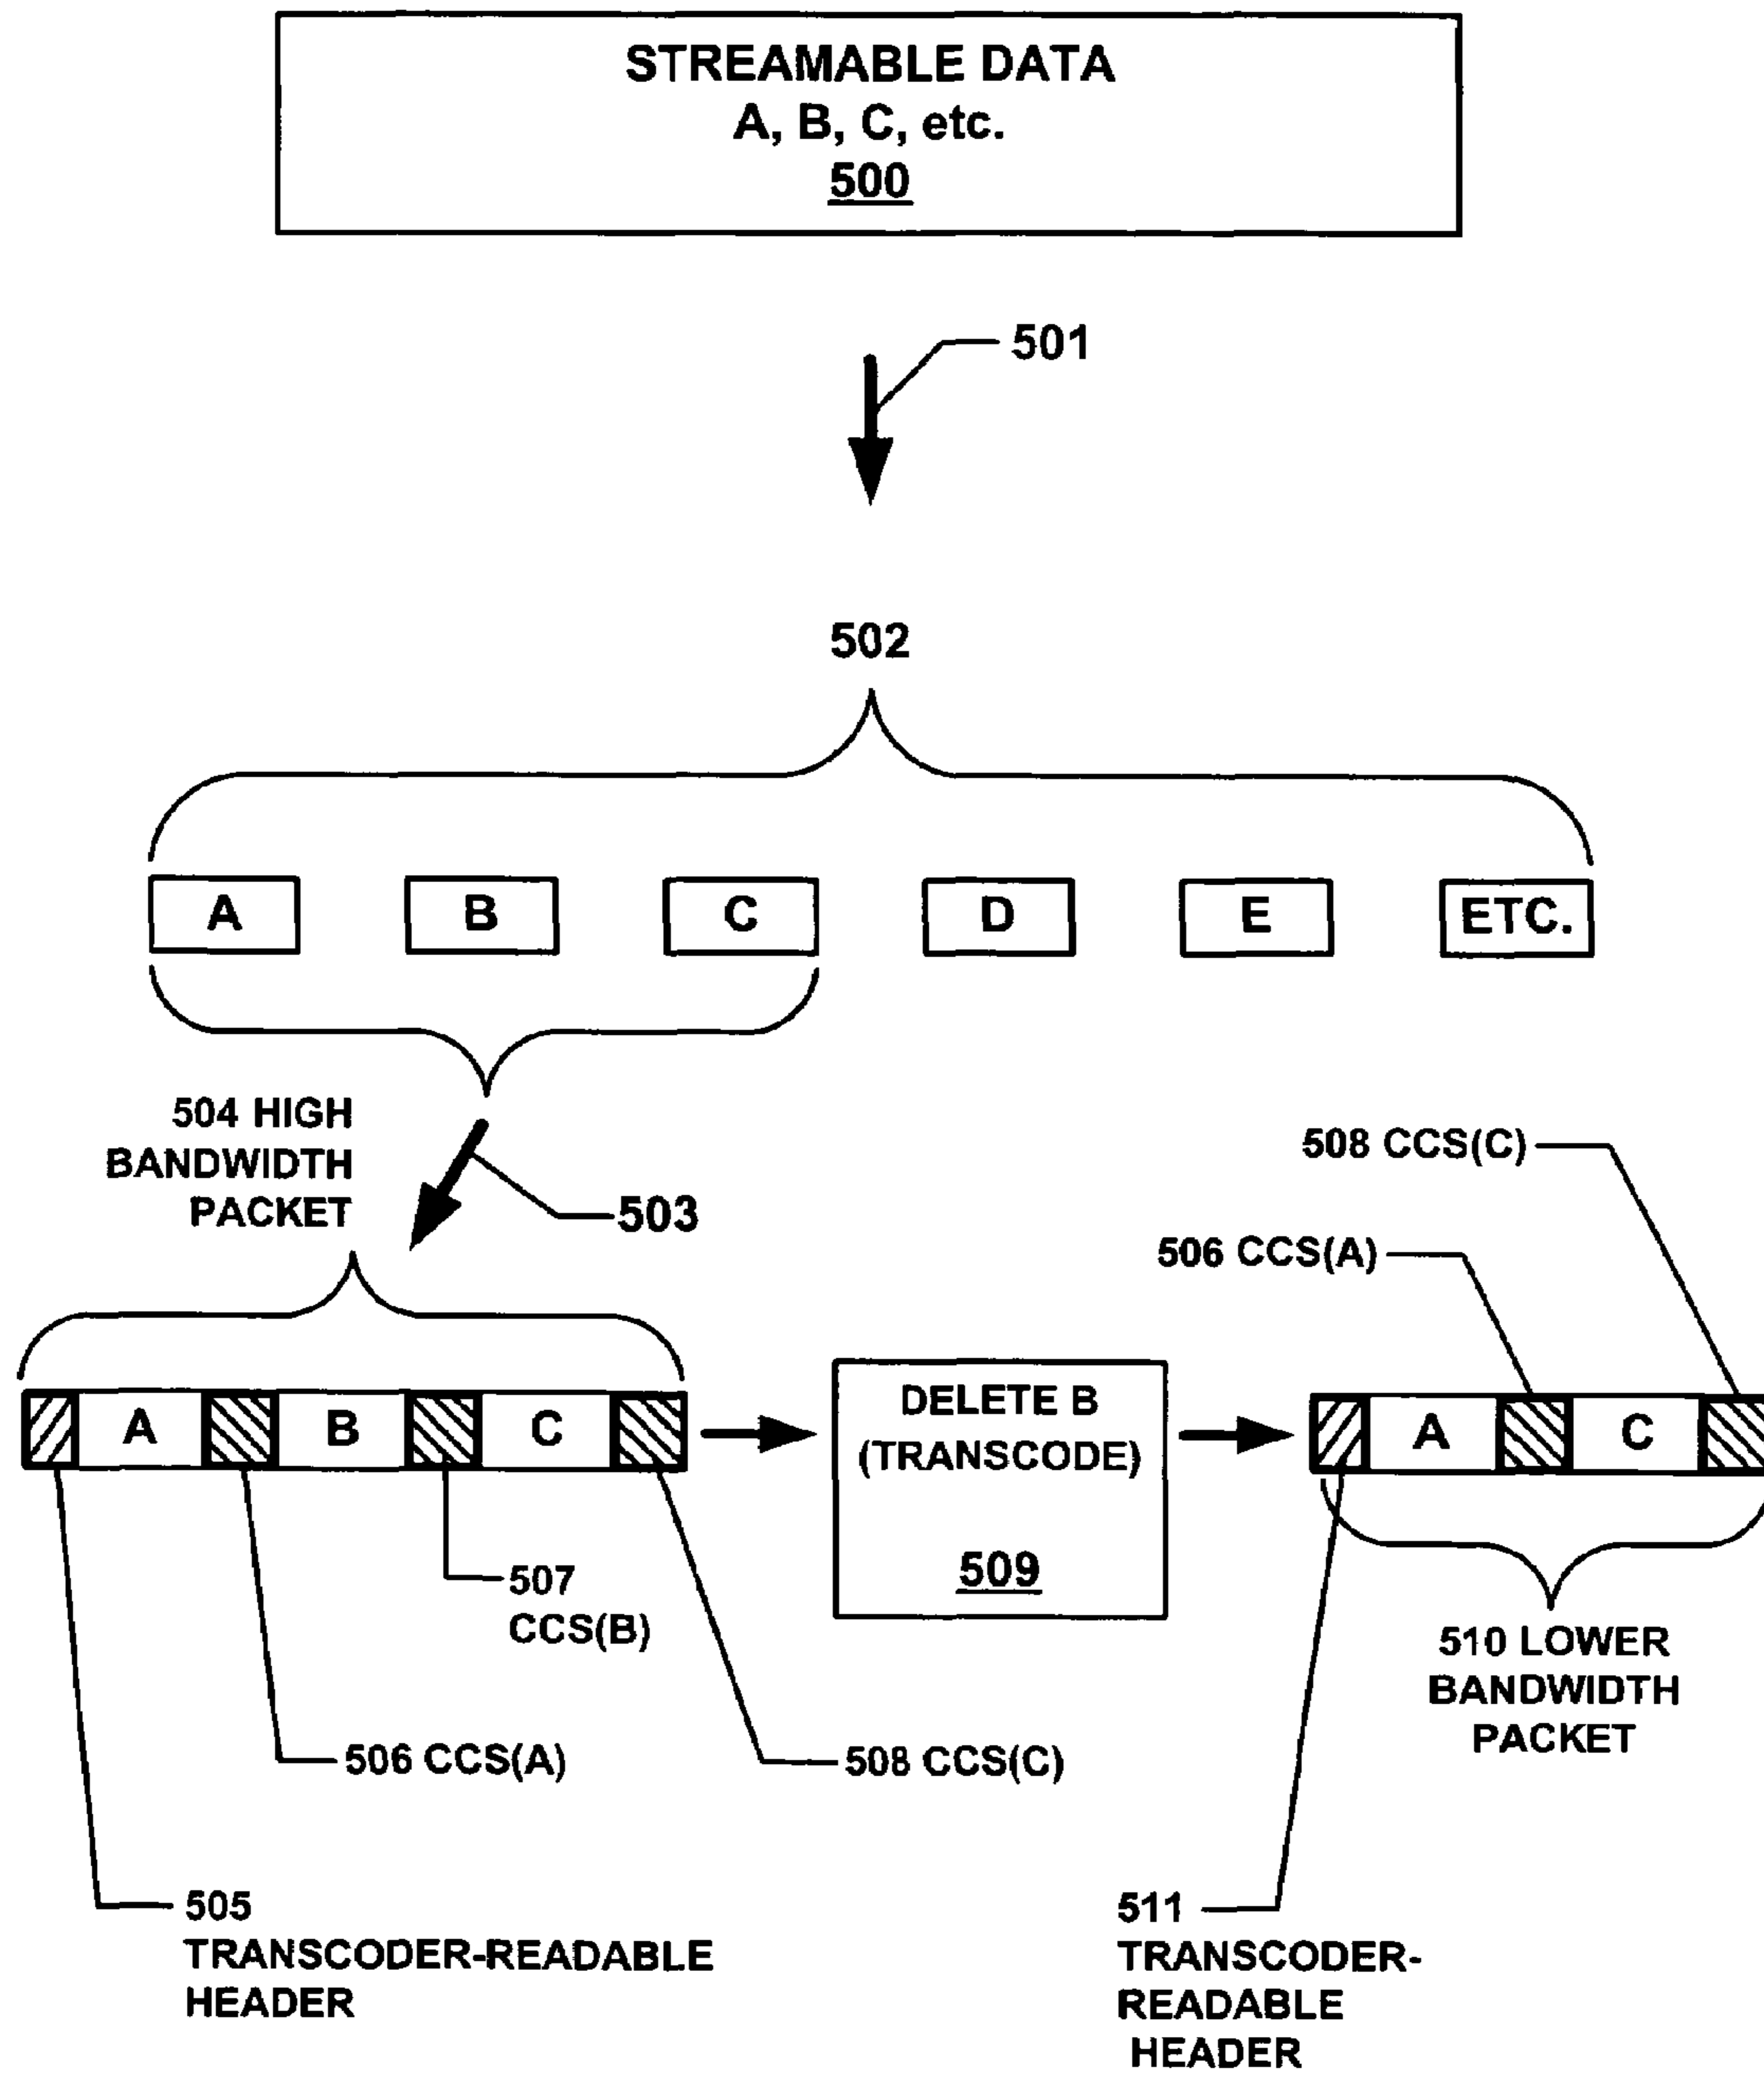 STREAMABLE DATA
A, B, C, etc.
500
501
502
A
B
C
D
E
ETC.
504 HIGH
BANDWIDTH
PACKET
503
508 CCS(C)
506 CCS(A)
A
B
C
DELETE B
(TRANSCODE)
509
A
C
507
CCS(B)
510 LOWER
BANDWIDTH
PACKET
506 CCS(A)
508 CCS(C)
505
TRANSCODER-READABLE
HEADER
511
TRANSCODER-
READABLE
HEADER